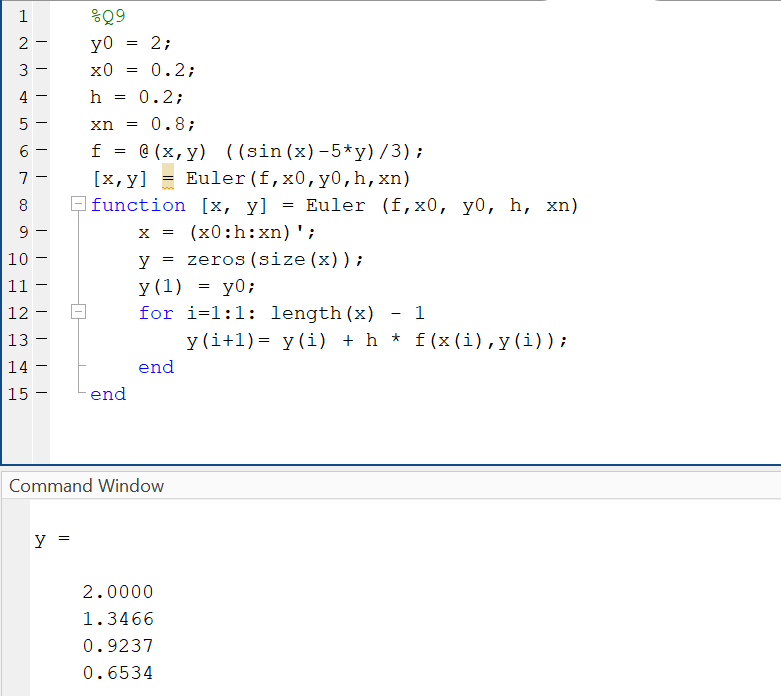 1 %Q9
2 y0 = 2;
3 x0 = 0.2;
4 h = 0.2;
5 xn = 0.8;
6 f = @(x,y) ((sin(x)-5*y)/3);
7 [x,y] = Euler(f,x0,y0,h,xn)
8 function [x, y] = Euler (f,x0, y0, h, xn)
9 x = (x0:h:xn)';
10 y = zeros(size(x));
11 y(1) = y0;
12 for i=1:1: length(x) - 1
13 y(i+1)= y(i) + h * f(x(i),y(i));
14 end
15 end
Command Window
y =
2.0000
1.3466
0.9237
0.6534